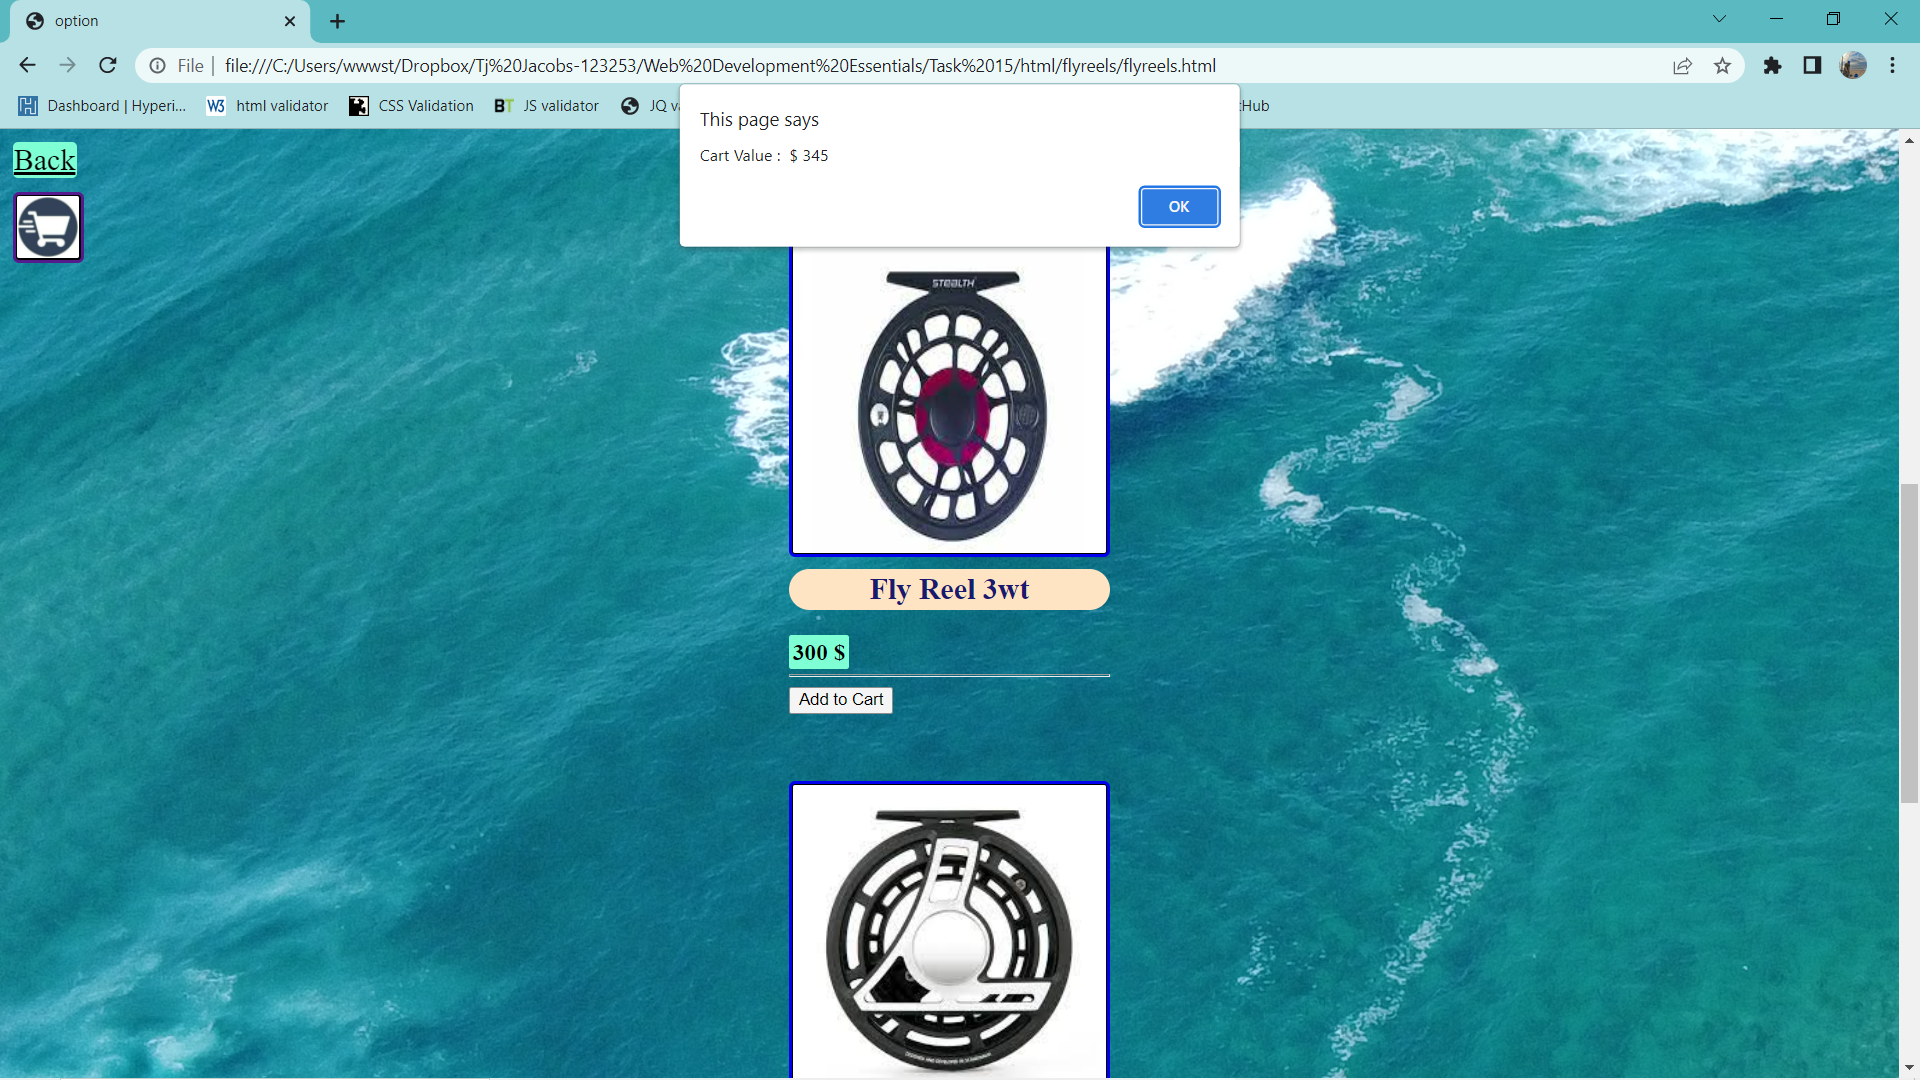 option
File
file:///C:/Users/wwwst/Dropbox/Tj%20Jacobs-123253/Web%20Development%20Essentials/Task%2015/html/flyreels/flyreels.html
Dashboard | Hyperi...
W3 html validator
CSS Validation
BT JS validator
JQ
Hub
This page says
Cart Value : $ 345
OK
Back
STEALTH
Fly Reel 3wt
300 $
Add to Cart